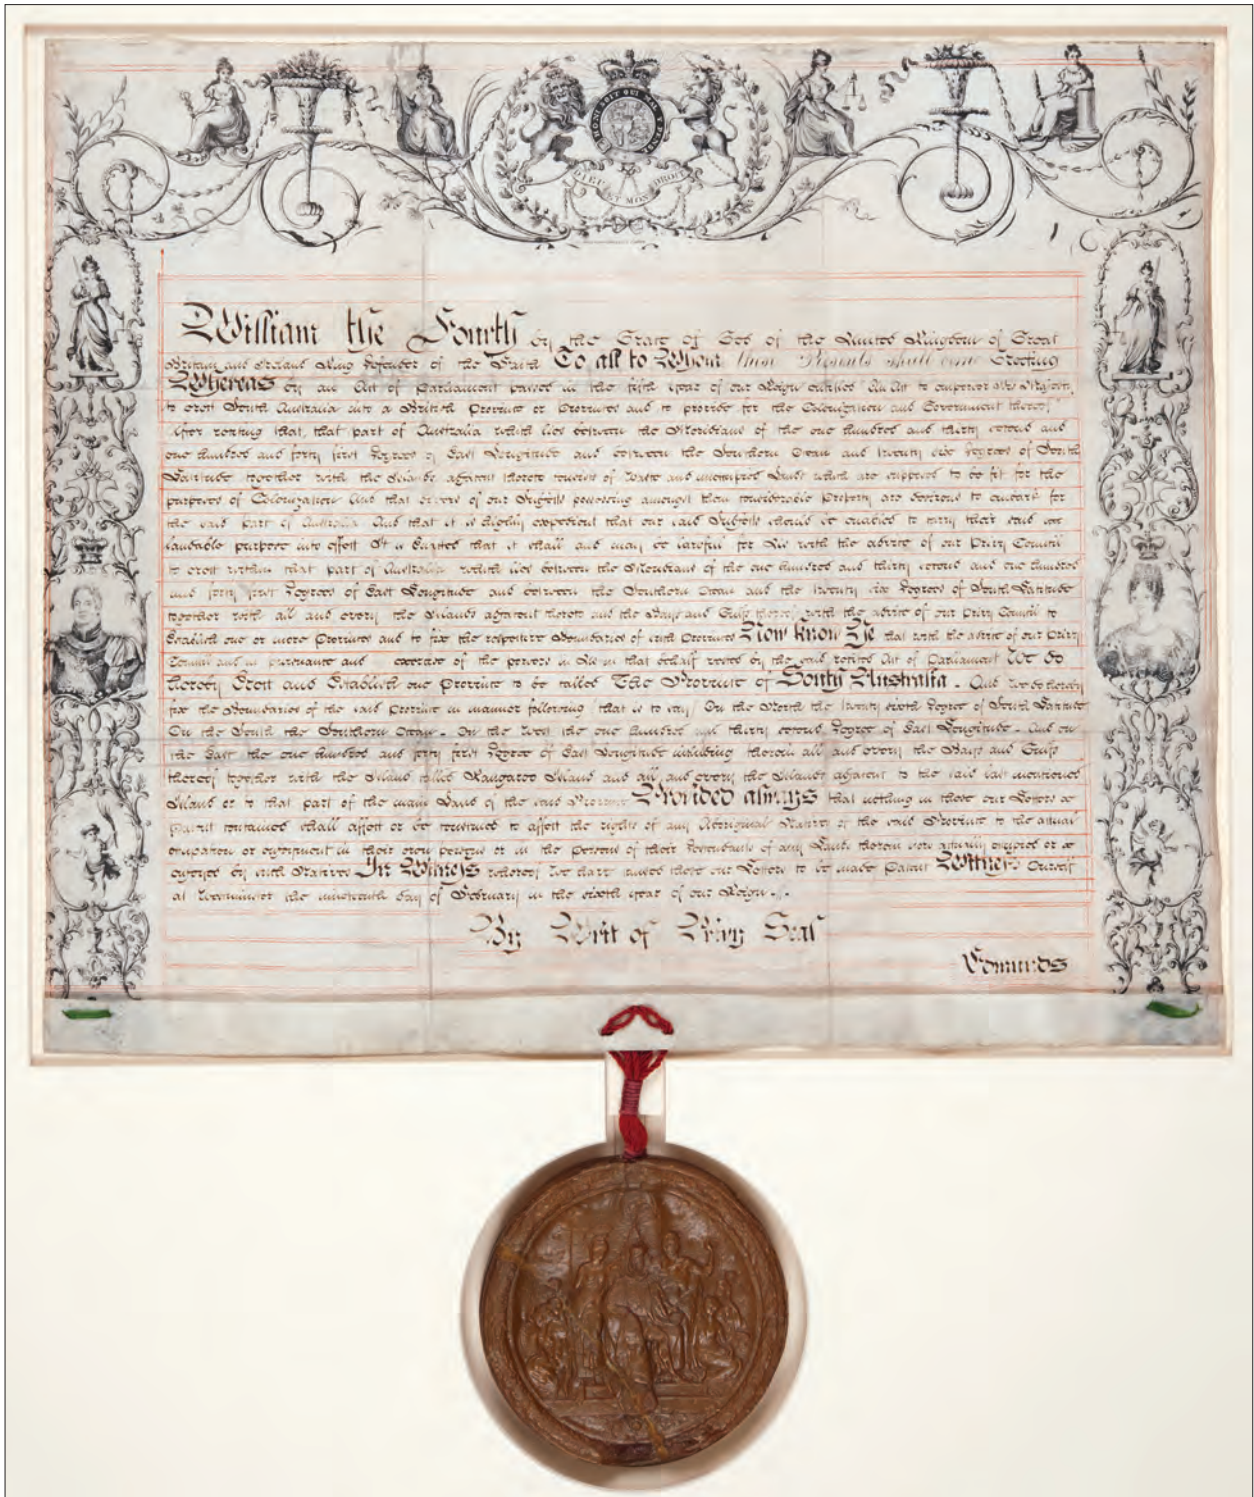 HONI SOIT QUI MAL Y PENSE
DIEU ET MON DROIT
William the Fourth by the Grace of God of the United Kingdom of Great
Britain and Ireland King Defender of the Faith To all to Whom these Presents shall come Greeting
Whereas by an Act of Parliament passed in the fifth year of our Reign entitled An Act to empower His Majesty
to erect South Australia into a British Province or Provinces and to provide for the Colonization and Government thereof
After reciting that, that part of Australia which lies between the Meridians of the one hundred and thirty second and
one hundred and forty first Degrees of East Longitude and between the Southern Ocean and twenty six Degrees of South
Latitude together with the Islands adjacent thereto consists of waste and unoccupied Lands which are supposed to be fit for the
purposes of Colonization And that divers of our Subjects possessing amongst them considerable Property are desirous to embark for
the said part of Australia And that it is highly expedient that our said Subjects should be enabled to carry their said
laudable purpose into effect It is Enacted that it shall and may be lawful for Us with the advice of our Privy Council
to erect within that part of Australia which lies between the Meridians of the one hundred and thirty second and one hundred
and forty first Degrees of East Longitude and between the Southern Ocean and the twenty six Degrees of South Latitude
together with all and every the Islands adjacent thereto and the Bays and Gulfs thereof with the advice of our Privy Council to
Establish one or more Provinces and to fix the respective Boundaries of such Provinces Now Know Ye that with the advice of our Privy
Council and in pursuance and exercise of the powers in Us in that behalf vested by the said recited Act of Parliament We do
hereby Erect and Establish one Province to be called The Province of South Australia. And we do hereby
fix the Boundaries of the said Province in manner following that is to say On the North the twenty sixth Degree of South Latitude
On the South the Southern Ocean - On the West the one hundred and thirty second Degree of East Longitude - And on
the East the one hundred and forty first Degree of East Longitude including therein all and every the Bays and Gulfs
thereof together with the Island called Kangaroo Island and all and every the Islands adjacent to the said last mentioned
Island or to that part of the main Land of the said Province Provided always that nothing in those our Letters
Patent contained shall affect or be construed to affect the rights of any Aboriginal Natives of the said Province to the actual
occupation or enjoyment in their own persons or in the persons of their Descendants of any Lands therein now actually occupied or
enjoyed by such Natives In Witness whereof We have caused these our Letters to be made Patent Witness Ourself
at Westminster the nineteenth day of February in the sixth year of our Reign.
By Writ of Privy Seal
Edmunds